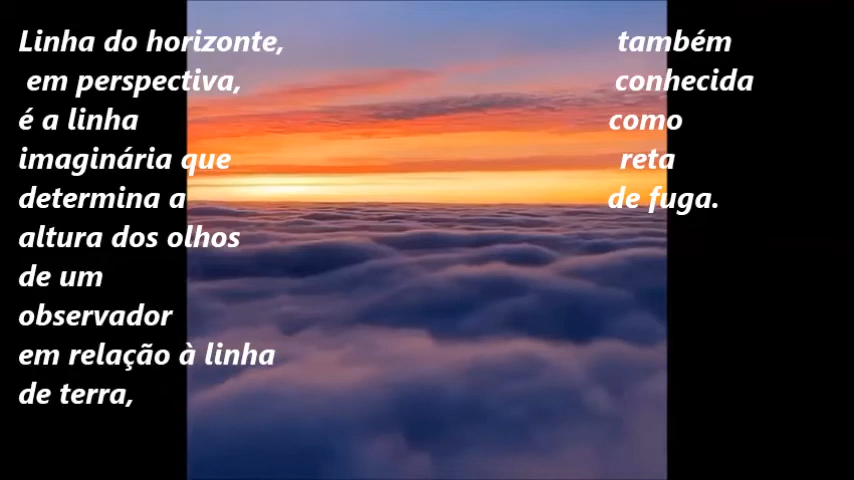 Linha do horizonte,
em perspectiva,
é a linha
imaginária que
determina a
altura dos olhos
de um
observador
em relação à linha
de terra,
também
conhecida
como
reta
de fuga.